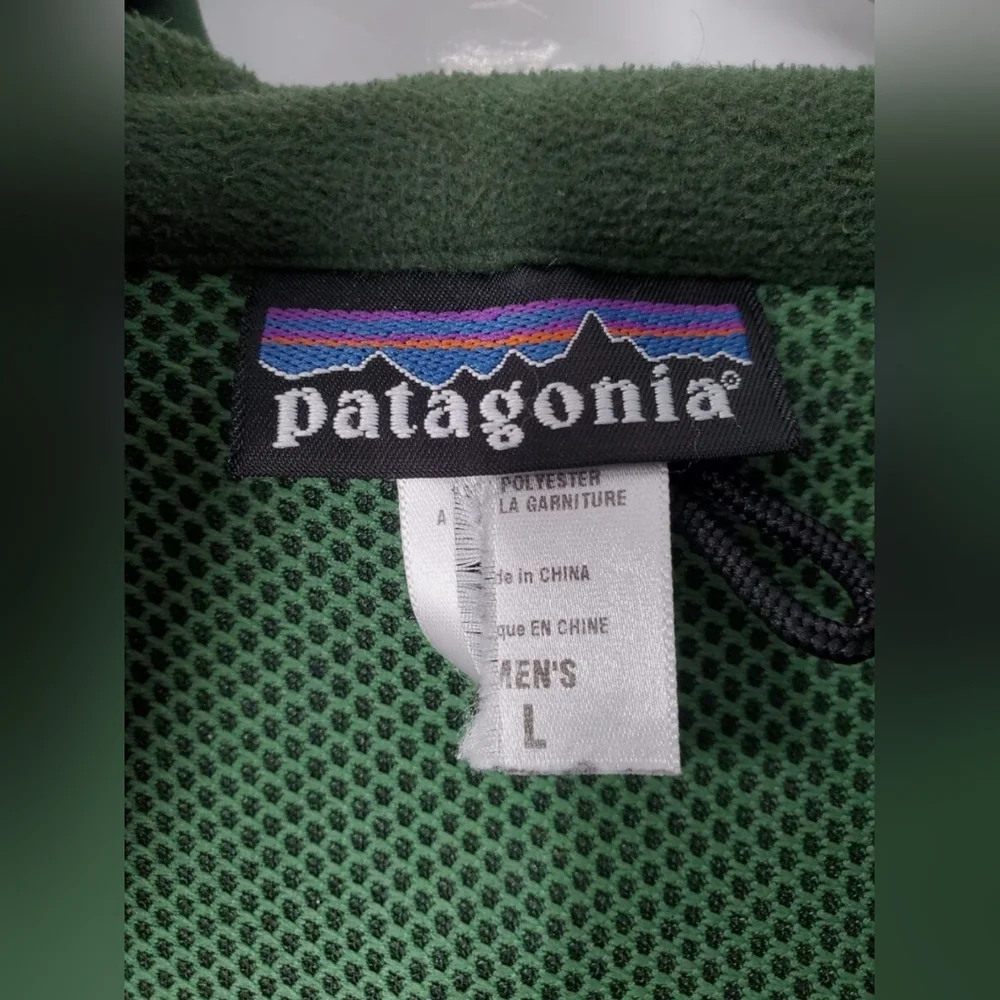 patagonia®
POLYESTER
A LA GARNITURE
de in CHINA
que EN CHINE
MEN'S
L